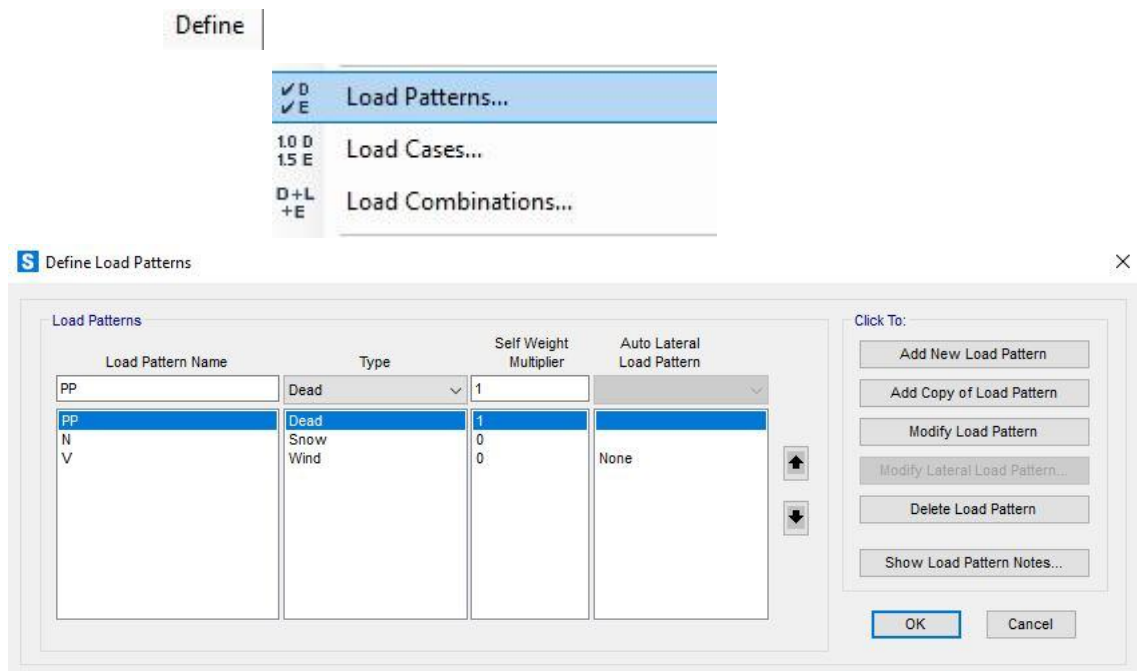 Define
✓ D
✓ E
Load Patterns...
1.0 D
1.5 E
Load Cases...
D+L
+E
Load Combinations...
S Define Load Patterns
Load Patterns
Load Pattern Name Type Self Weight Multiplier Auto Lateral Load Pattern
PP Dead 1
PP Dead 1
N Snow 0
V Wind 0 None
Click To:
Add New Load Pattern
Add Copy of Load Pattern
Modify Load Pattern
Modify Lateral Load Pattern...
Delete Load Pattern
Show Load Pattern Notes...
OK Cancel